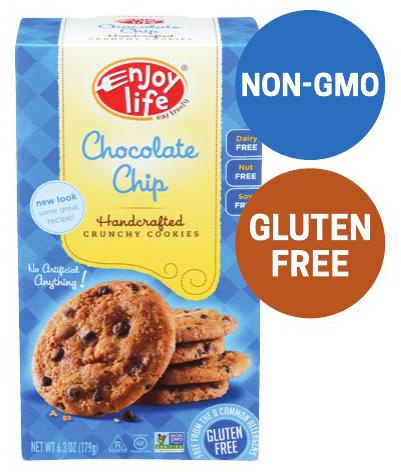 enjoy
life
eat freely
NON-GMO
Chocolate
Chip
Dairy
FREE
Nut
FREE
Soy
FREE
new look
same great
recipe!
Handcrafted
CRUNCHY COOKIES
GLUTEN
FREE
No Artificial
Anything!
FREE FROM THE 8 COMMON ALLERGENS
GLUTEN
FREE
NON
GMO
NET WT 6.3 OZ (179g)